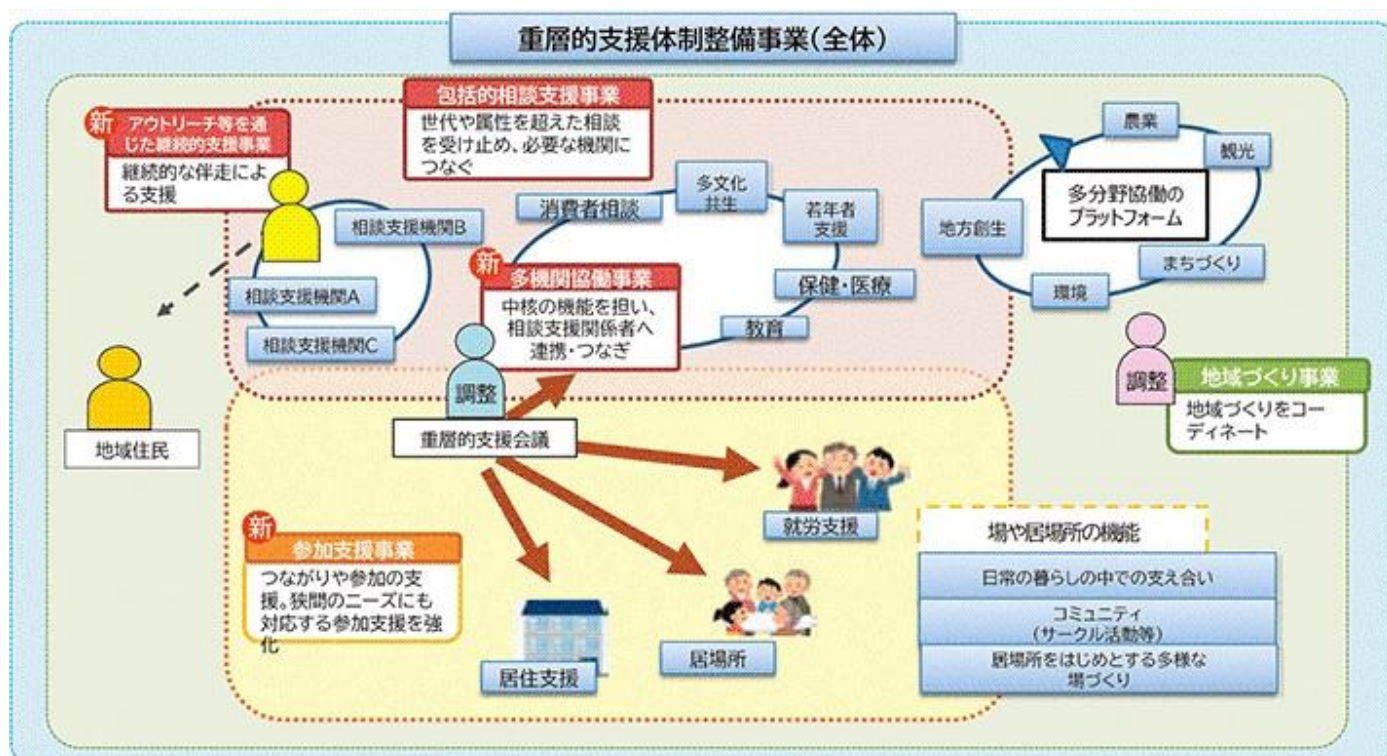 重層的支援体制整備事業(全体)
新
アウトリーチ等を通
じた継続的支援事業
継続的な伴走によ
る支援
包括的相談支援事業
世代や属性を超えた相談
を受け止め、必要な機関に
つなぐ
相談支援機関B
相談支援機関A
相談支援機関C
消費者相談
多文化
共生
若年者
支援
保健・医療
教育
新
多機関協働事業
中核の機能を担い、
相談支援関係者へ
連携・つなぎ
農業
観光
多分野協働の
プラットフォーム
地方創生
まちづくり
環境
地域住民
調整
重層的支援会議
調整
地域づくり事業
地域づくりをコー
ディネート
新
参加支援事業
つながりや参加の支
援。狭間のニーズにも
対応する参加支援を強
化
就労支援
居場所
居住支援
場や居場所の機能
日常の暮らしの中での支え合い
コミュニティ
(サークル活動等)
居場所をはじめとする多様な
場づくり